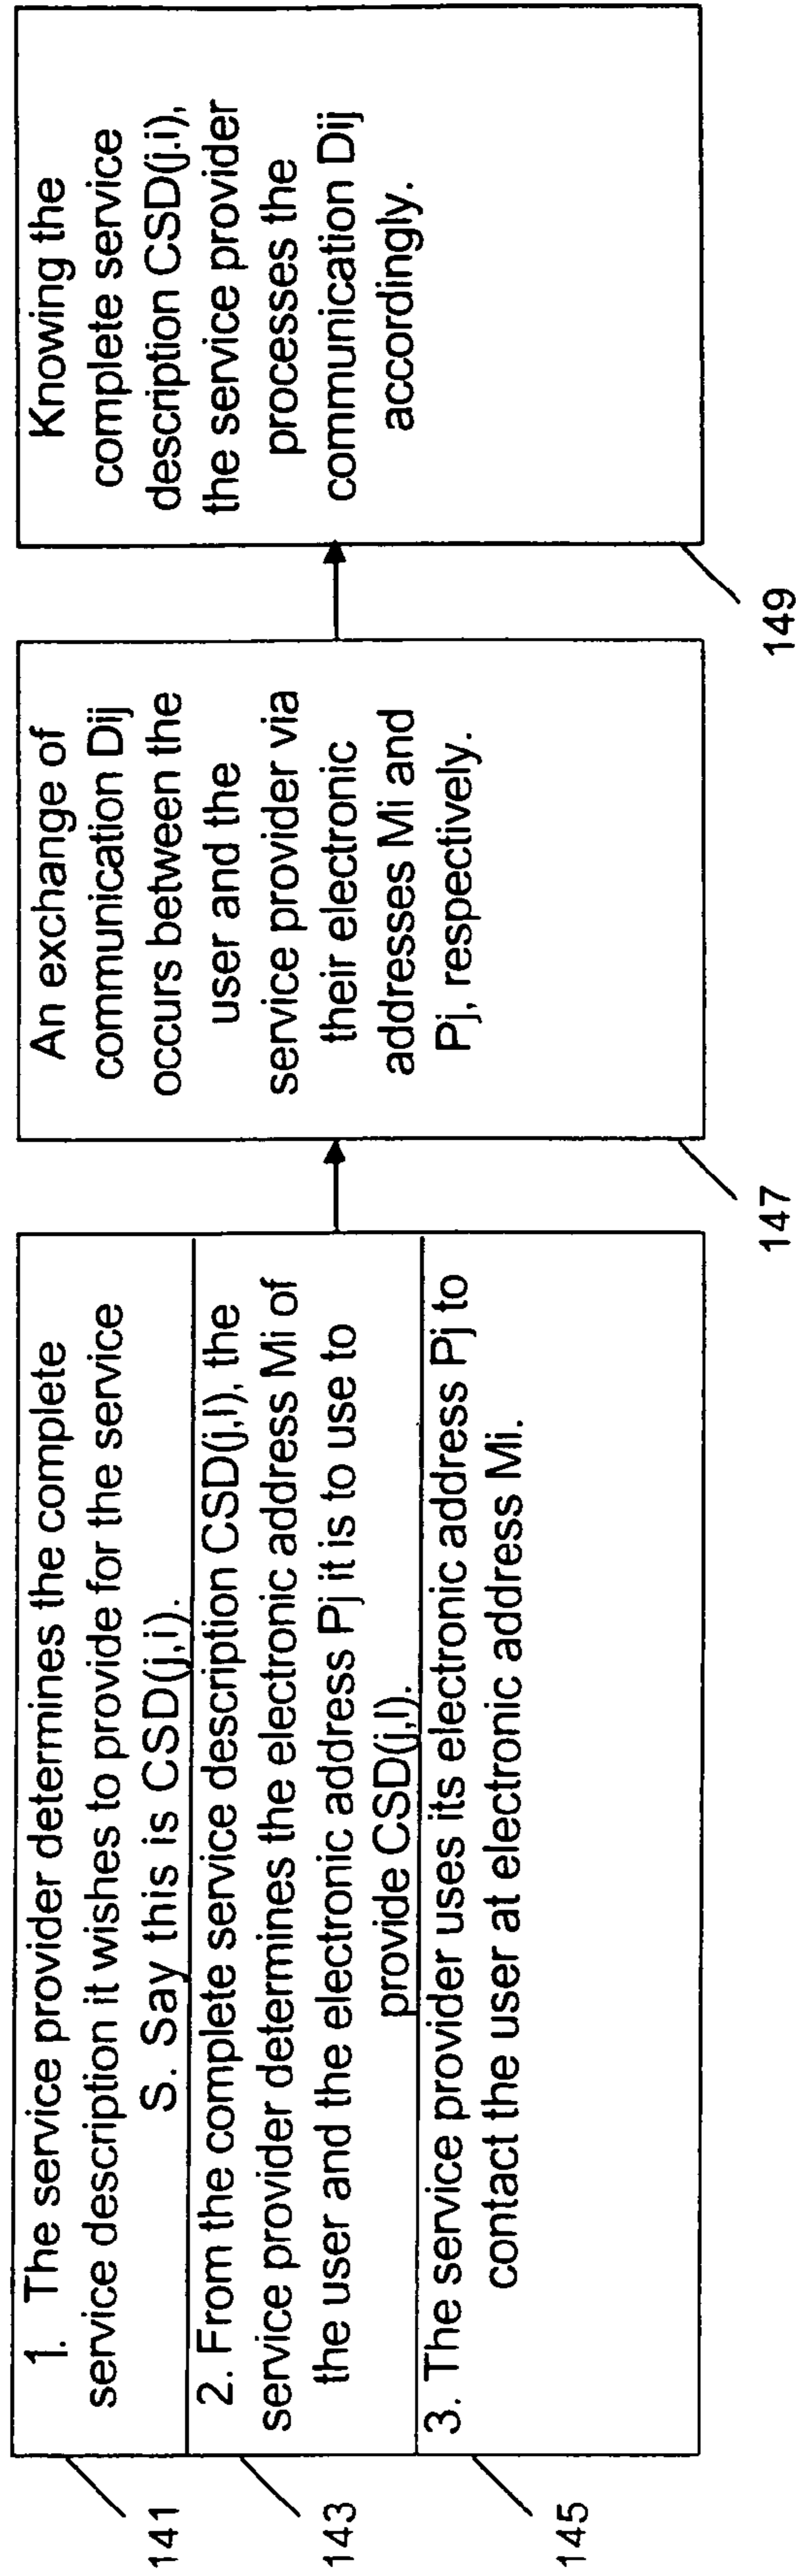 1. The service provider determines the complete
service description it wishes to provide for the service
S. Say this is CSD(j,i).
2. From the complete service description CSD(j,I), the
service provider determines the electronic address Mi of
the user and the electronic address Pj it is to use to
provide CSD(j,I).
3. The service provider uses its electronic address Pj to
contact the user at electronic address Mi.
141
143
145
An exchange of
communication Dij
occurs between the
user and the
service provider via
their electronic
addresses Mi and
Pj, respectively.
147
Knowing the
complete service
description CSD(j.i),
the service provider
processes the
communication Dij
accordingly.
149